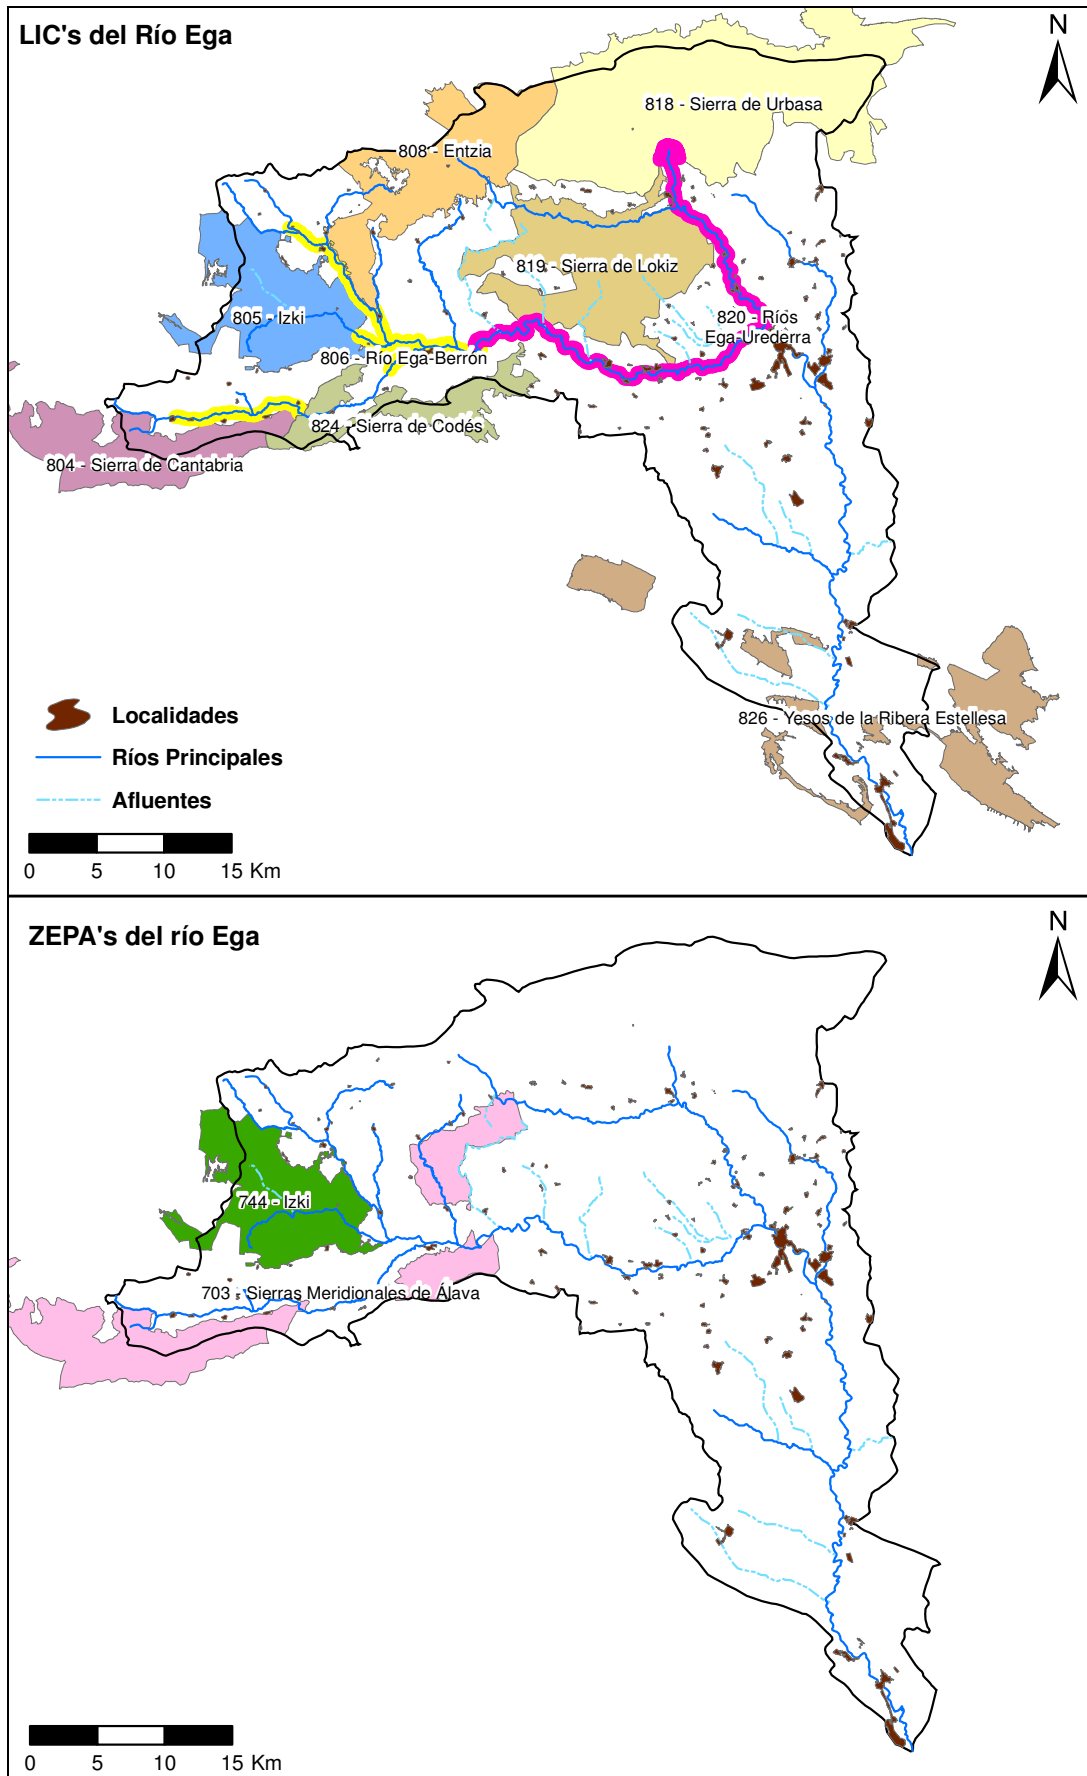 LIC's del Río Ega
N
818 - Sierra de Urbasa
808 - Entzia
819 - Sierra de Lokiz
805 - Izki
820 - Ríos
Ega-Urederra
806 - Río Ega-Berrón
824 - Sierra de Codés
804 - Sierra de Cantabria
826 - Yesos de la Ribera Estellesa
Localidades
Ríos Principales
Afluentes
0 5 10 15 Km
ZEPA's del río Ega
N
744 - Izki
703 - Sierras Meridionales de Álava
0 5 10 15 Km